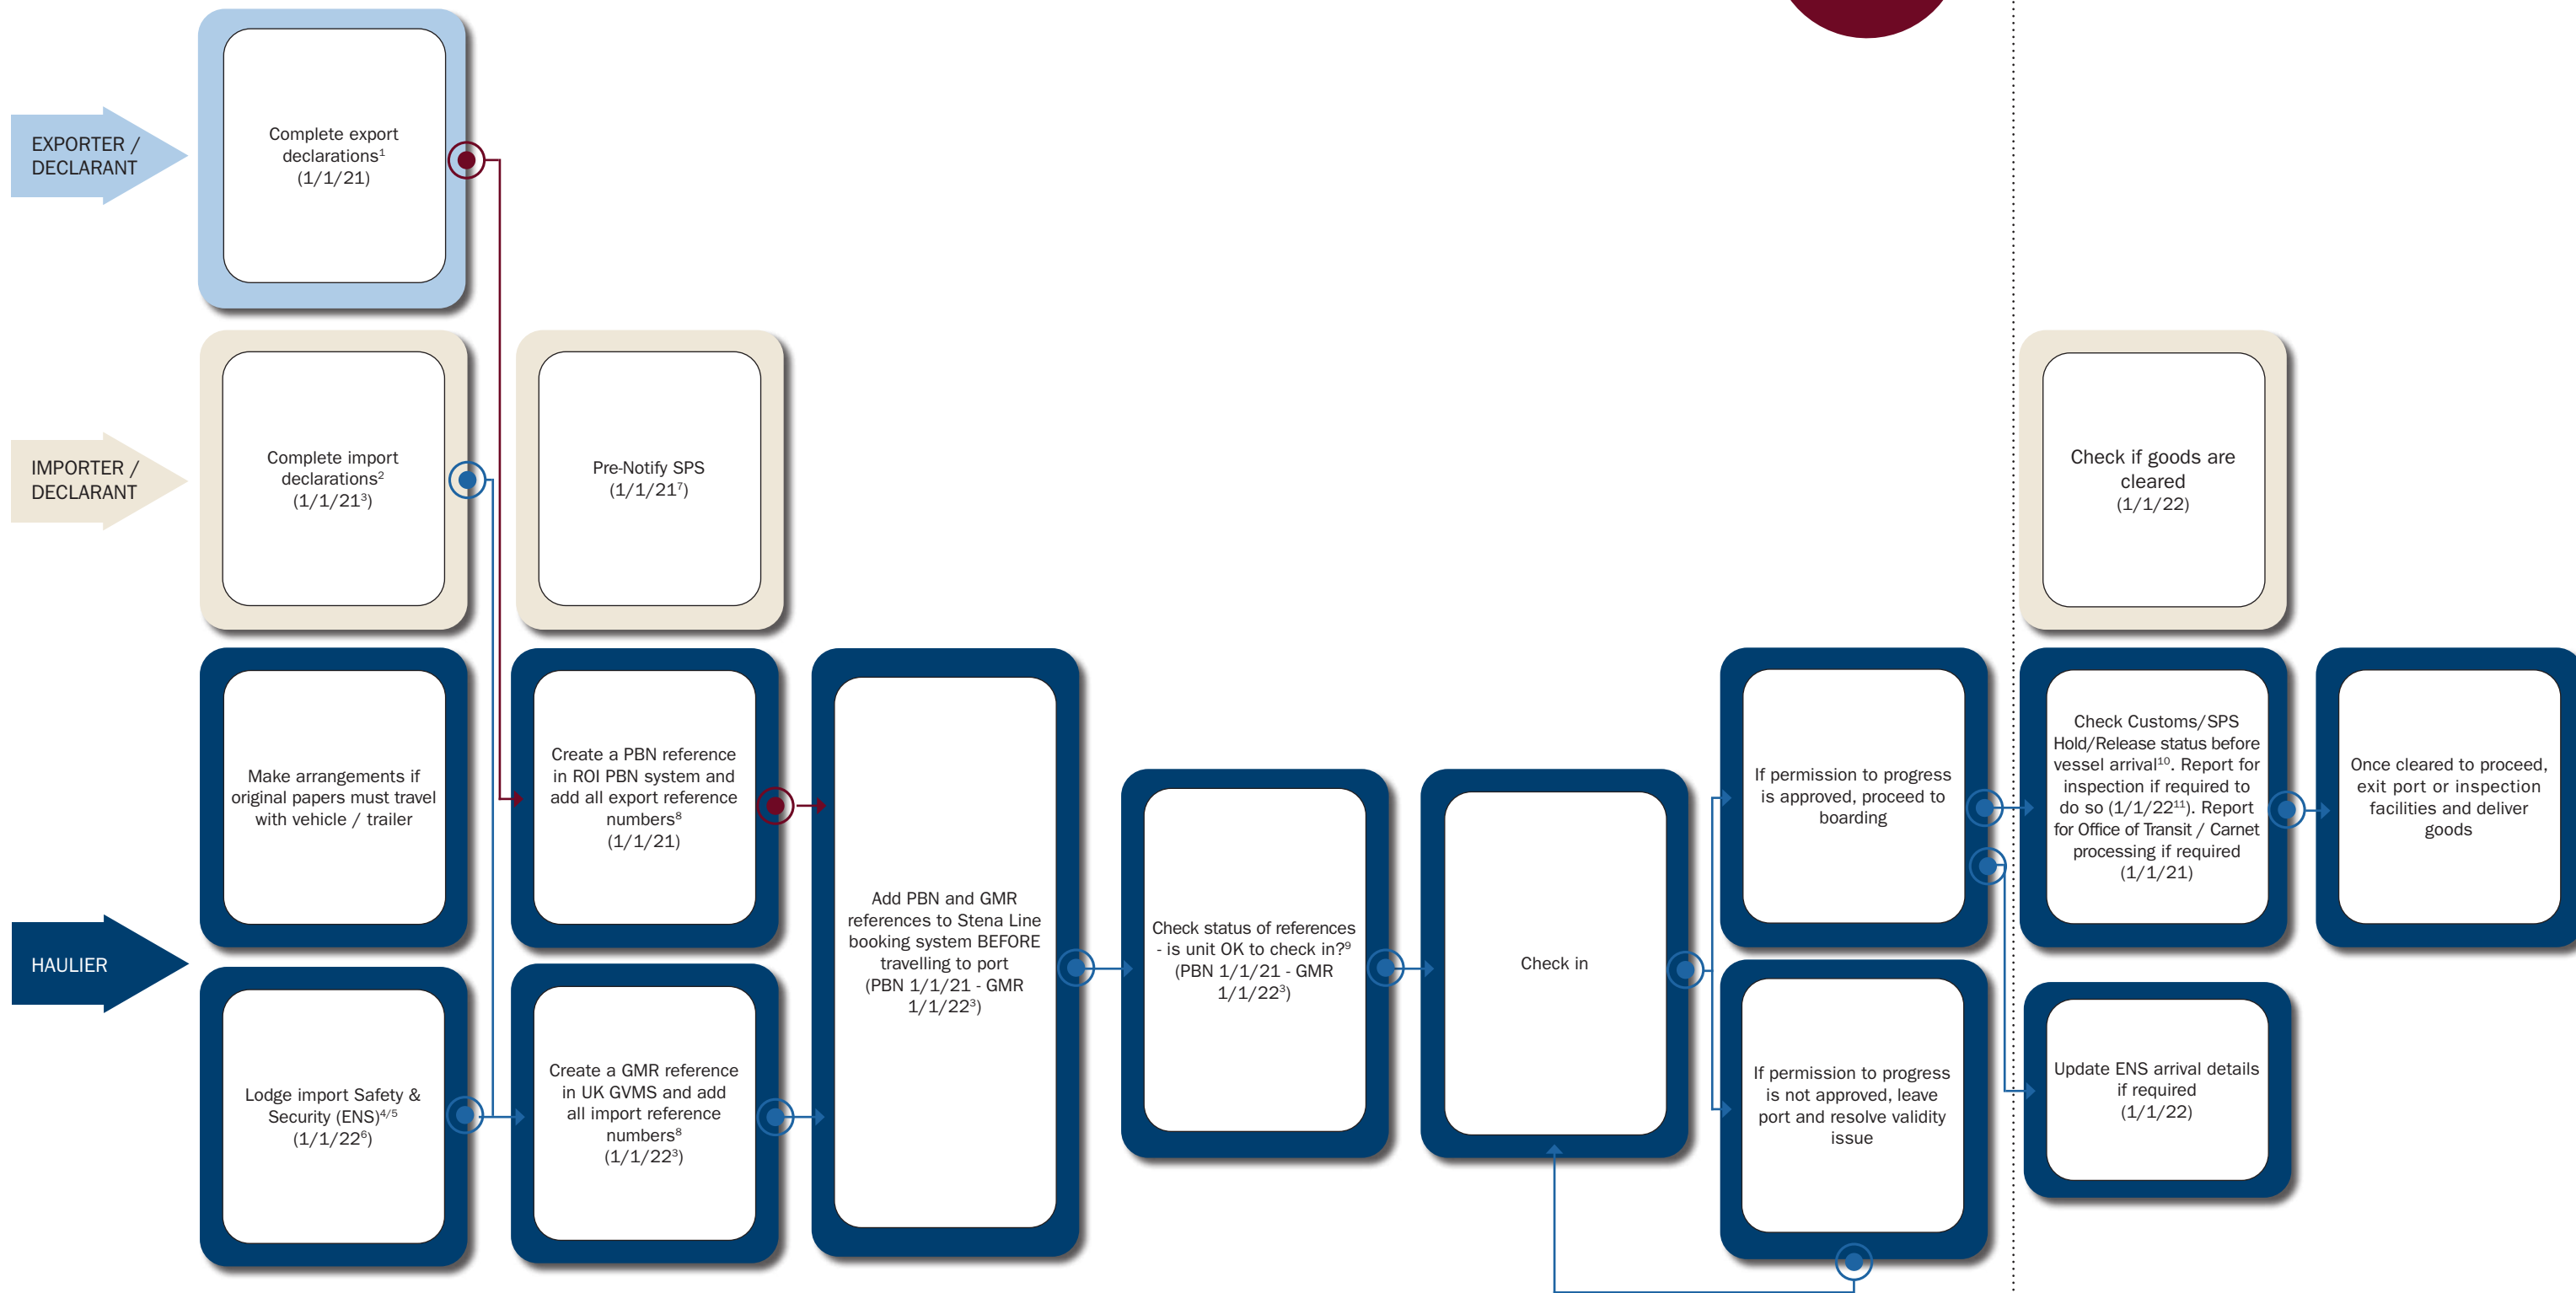 EXPORTER /
DECLARANT
Complete export
declarations¹
(1/1/21)
IMPORTER /
DECLARANT
Complete import
declarations²
(1/1/21³)
Pre-Notify SPS
(1/1/21⁷)
Check if goods are
cleared
(1/1/22)
HAULIER
Make arrangements if
original papers must travel
with vehicle / trailer
Lodge import Safety &
Security (ENS)⁴/⁵
(1/1/22⁶)
Create a PBN reference
in ROI PBN system and
add all export reference
numbers⁸
(1/1/21)
Create a GMR reference
in UK GVMS and add
all import reference
numbers⁸
(1/1/22³)
Add PBN and GMR
references to Stena Line
booking system BEFORE
travelling to port
(PBN 1/1/21 - GMR
1/1/22³)
Check status of references
- is unit OK to check in?⁹
(PBN 1/1/21 - GMR
1/1/22³)
Check in
If permission to progress
is approved, proceed to
boarding
If permission to progress
is not approved, leave
port and resolve validity
issue
Check Customs/SPS
Hold/Release status before
vessel arrival¹⁰. Report for
inspection if required to
do so (1/1/22¹¹). Report
for Office of Transit / Carnet
processing if required
(1/1/21)
Update ENS arrival details
if required
(1/1/22)
Once cleared to proceed,
exit port or inspection
facilities and deliver
goods